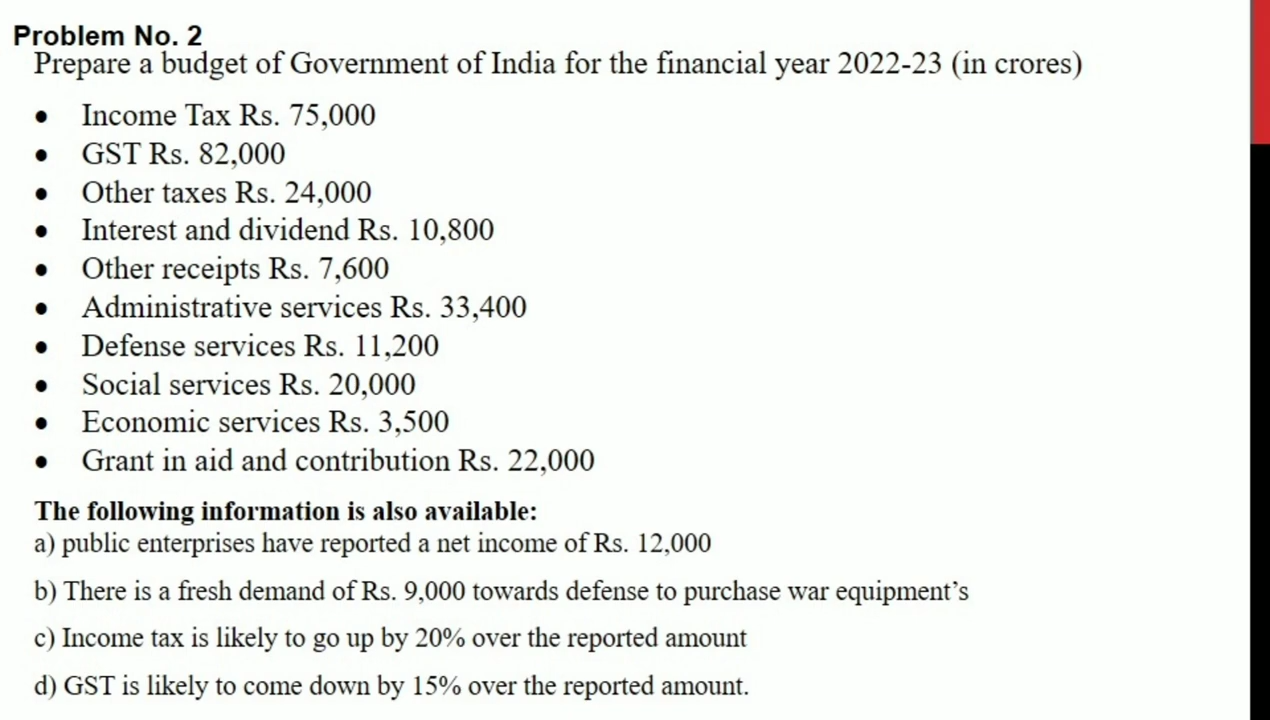 Problem No. 2
Prepare a budget of Government of India for the financial year 2022-23 (in crores)
• Income Tax Rs. 75,000
• GST Rs. 82,000
• Other taxes Rs. 24,000
• Interest and dividend Rs. 10,800
• Other receipts Rs. 7,600
• Administrative services Rs. 33,400
• Defense services Rs. 11,200
• Social services Rs. 20,000
• Economic services Rs. 3,500
• Grant in aid and contribution Rs. 22,000
The following information is also available:
a) public enterprises have reported a net income of Rs. 12,000
b) There is a fresh demand of Rs. 9,000 towards defense to purchase war equipment’s
c) Income tax is likely to go up by 20% over the reported amount
d) GST is likely to come down by 15% over the reported amount.